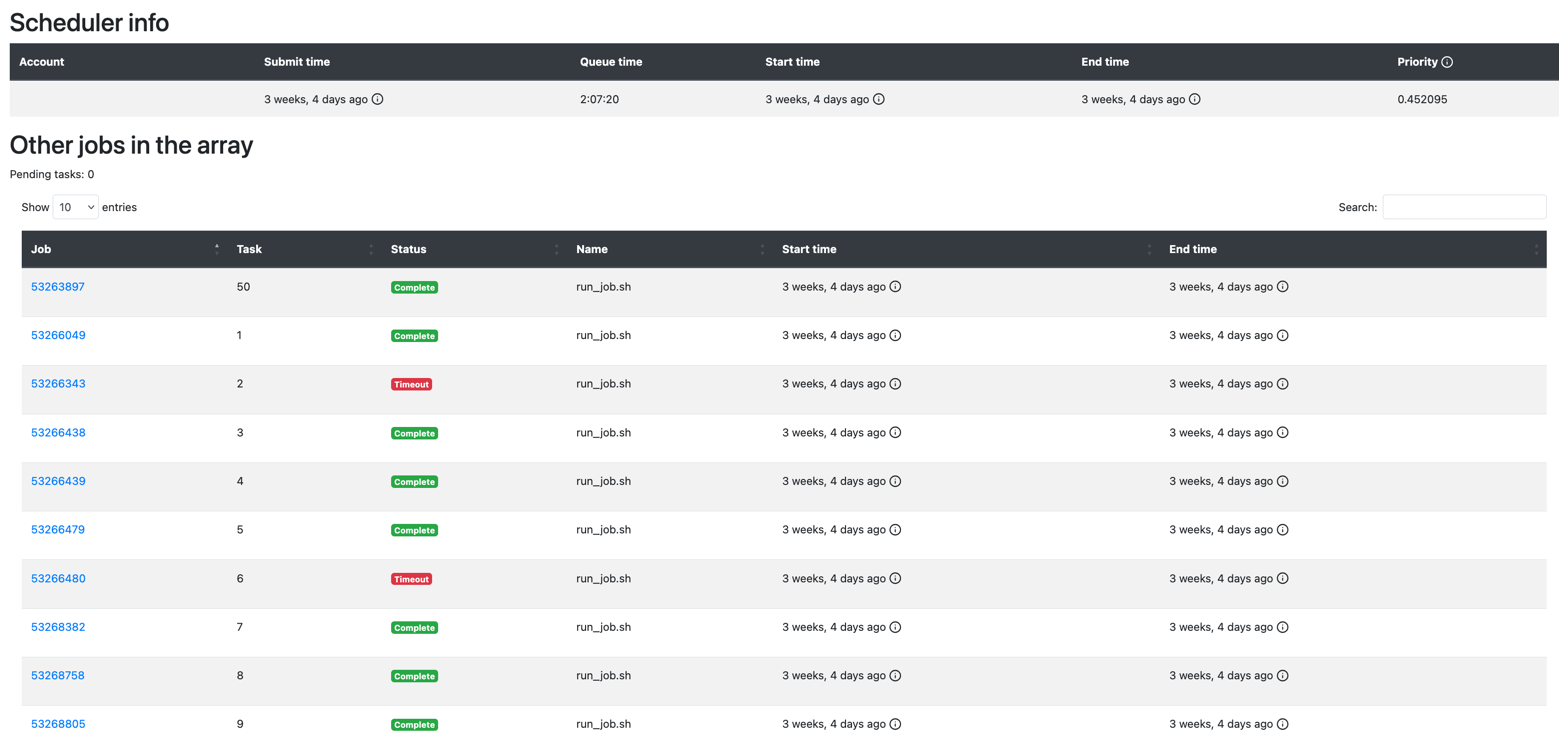 Scheduler info
Account Submit time Queue time Start time End time Priority
3 weeks, 4 days ago 2:07:20 3 weeks, 4 days ago 3 weeks, 4 days ago 0.452095
Other jobs in the array
Pending tasks: 0
Show 10 entries Search:
Job Task Status Name Start time End time
53263897 50 Complete run_job.sh 3 weeks, 4 days ago 3 weeks, 4 days ago
53266049 1 Complete run_job.sh 3 weeks, 4 days ago 3 weeks, 4 days ago
53266343 2 Timeout run_job.sh 3 weeks, 4 days ago 3 weeks, 4 days ago
53266438 3 Complete run_job.sh 3 weeks, 4 days ago 3 weeks, 4 days ago
53266439 4 Complete run_job.sh 3 weeks, 4 days ago 3 weeks, 4 days ago
53266479 5 Complete run_job.sh 3 weeks, 4 days ago 3 weeks, 4 days ago
53266480 6 Timeout run_job.sh 3 weeks, 4 days ago 3 weeks, 4 days ago
53268382 7 Complete run_job.sh 3 weeks, 4 days ago 3 weeks, 4 days ago
53268758 8 Complete run_job.sh 3 weeks, 4 days ago 3 weeks, 4 days ago
53268805 9 Complete run_job.sh 3 weeks, 4 days ago 3 weeks, 4 days ago